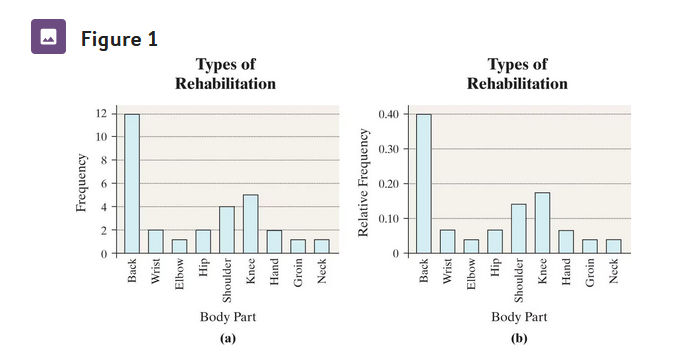 Figure 1
Types of
Rehabilitation
Frequency
12
10
8
6
4
2
0
Back
Wrist
Elbow
Hip
Shoulder
Knee
Hand
Groin
Neck
Body Part
(a)
Types of
Rehabilitation
Relative Frequency
0.40
0.30
0.20
0.10
0
Back
Wrist
Elbow
Hip
Shoulder
Knee
Hand
Groin
Neck
Body Part
(b)